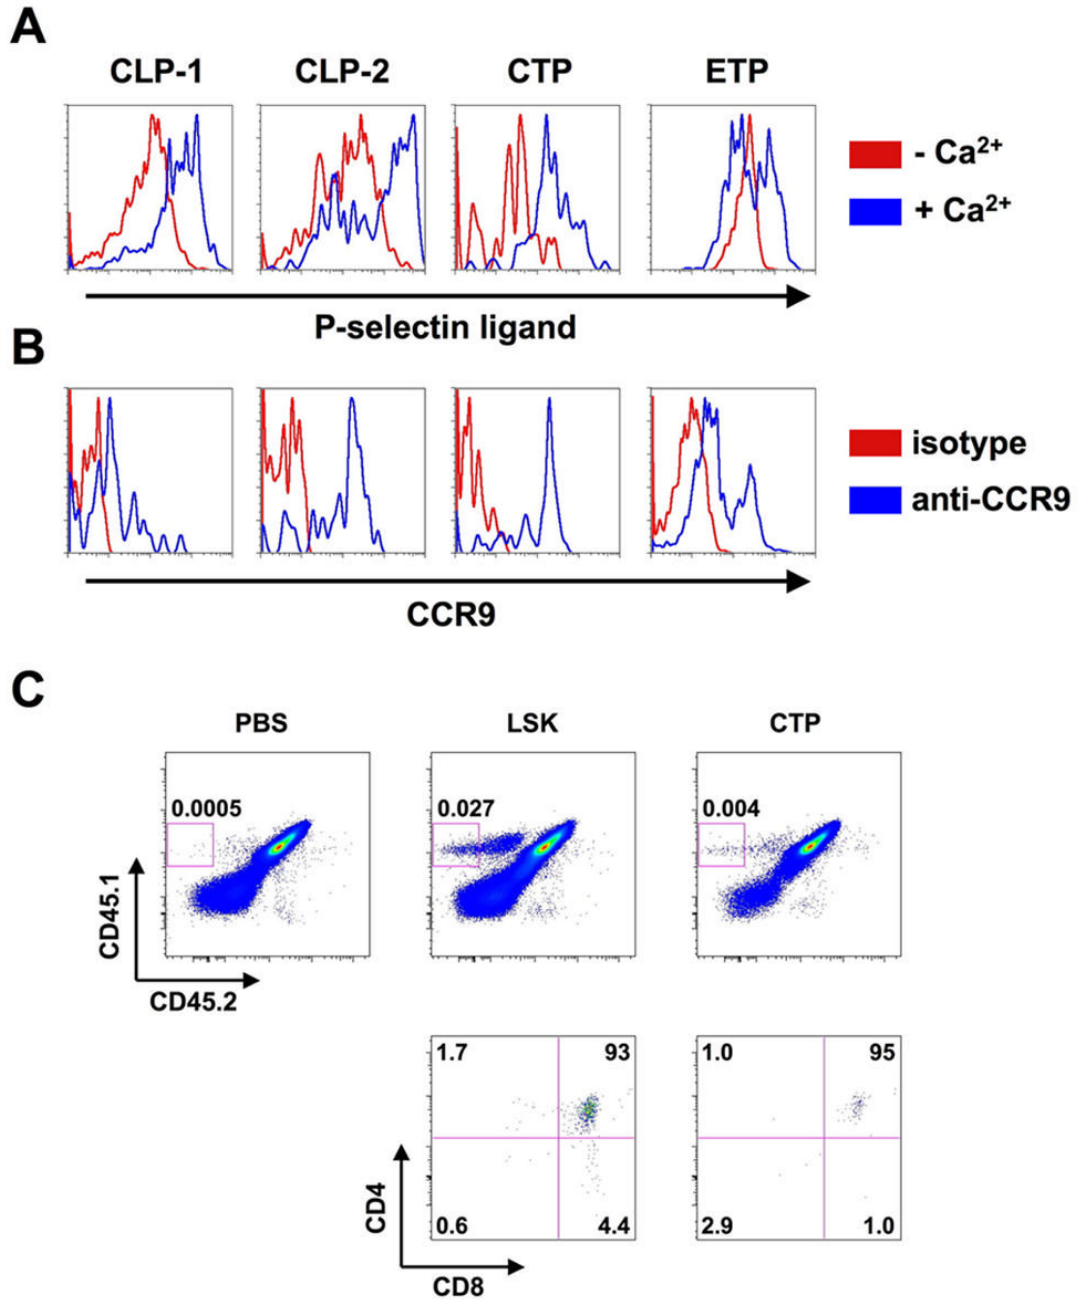 A
CLP-1 CLP-2 CTP ETP
- Ca²⁺
+ Ca²⁺
P-selectin ligand
B
isotype
anti-CCR9
CCR9
C
PBS LSK CTP
0.0005 0.027 0.004
CD45.1
CD45.2
1.7 93 1.0 95
0.6 4.4 2.9 1.0
CD4
CD8